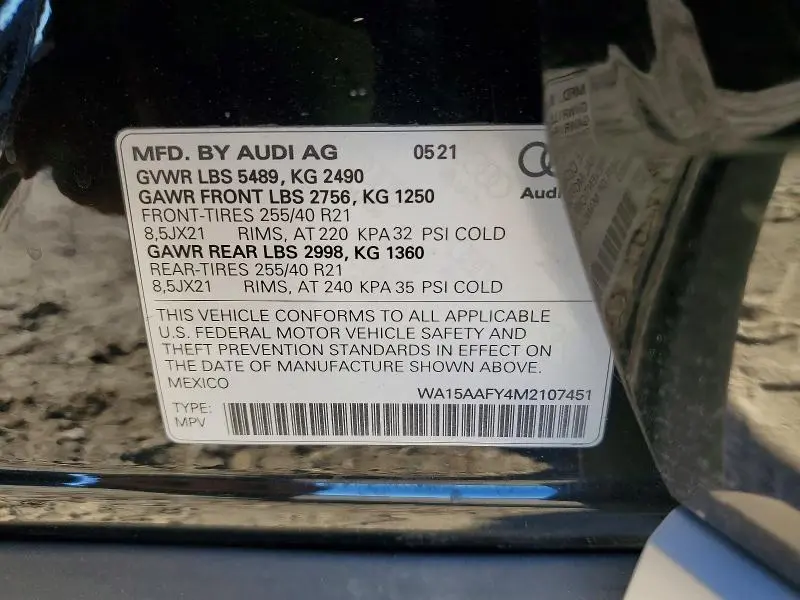 MFD. BY AUDI AG 0521
GVWR LBS 5489, KG 2490
GAWR FRONT LBS 2756, KG 1250
Audi
FRONT-TIRES 255/40 R21
8,5JX21 RIMS, AT 220 KPA 32 PSI COLD
GAWR REAR LBS 2998, KG 1360
REAR-TIRES 255/40 R21
8,5JX21 RIMS, AT 240 KPA 35 PSI COLD
THIS VEHICLE CONFORMS TO ALL APPLICABLE
U.S. FEDERAL MOTOR VEHICLE SAFETY AND
THEFT PREVENTION STANDARDS IN EFFECT ON
THE DATE OF MANUFACTURE SHOWN ABOVE.
MEXICO
WA15AAFY4M2107451
TYPE:
MPV